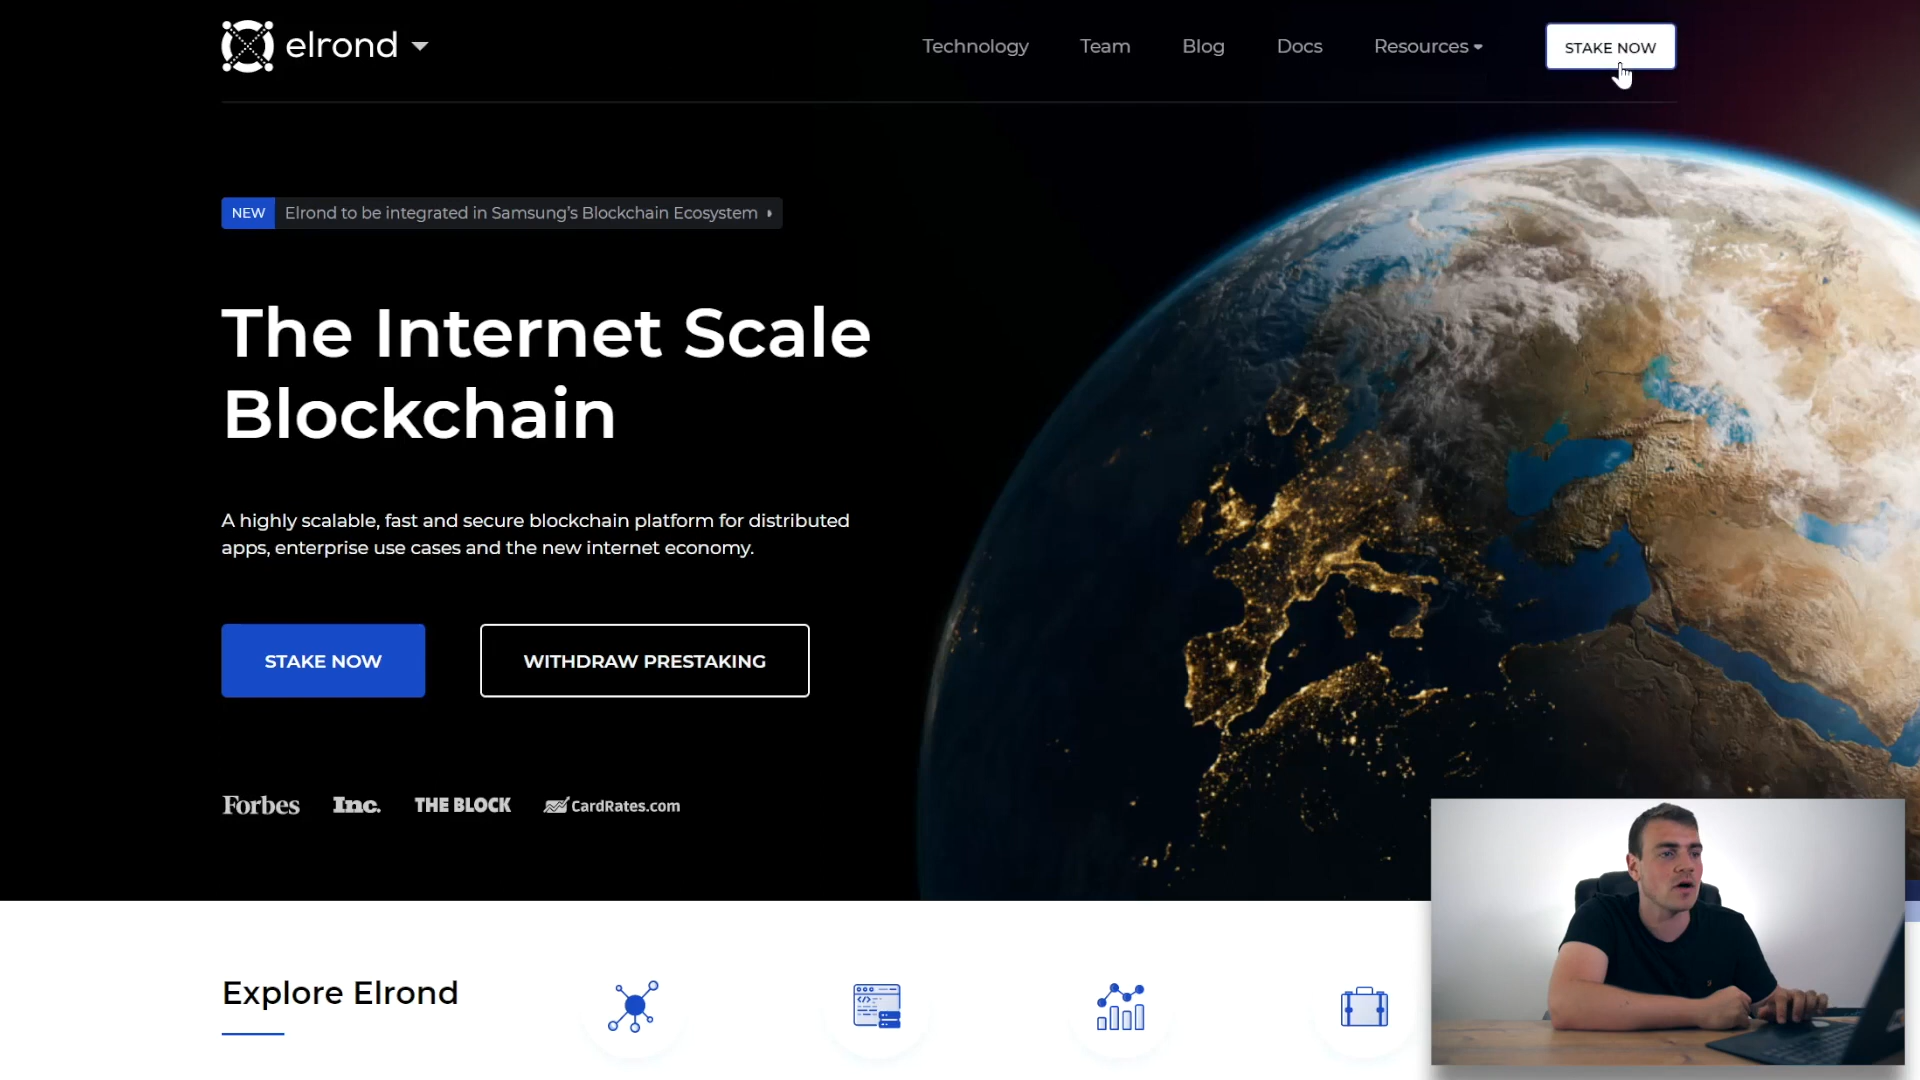 elrond
Technology
Team
Blog
Docs
Resources
STAKE NOW
NEW
Elrond to be integrated in Samsung's Blockchain Ecosystem
The Internet Scale
Blockchain
A highly scalable, fast and secure blockchain platform for distributed
apps, enterprise use cases and the new internet economy.
STAKE NOW
WITHDRAW PRESTAKING
Forbes
Inc.
THE BLOCK
CardRates.com
Explore Elrond